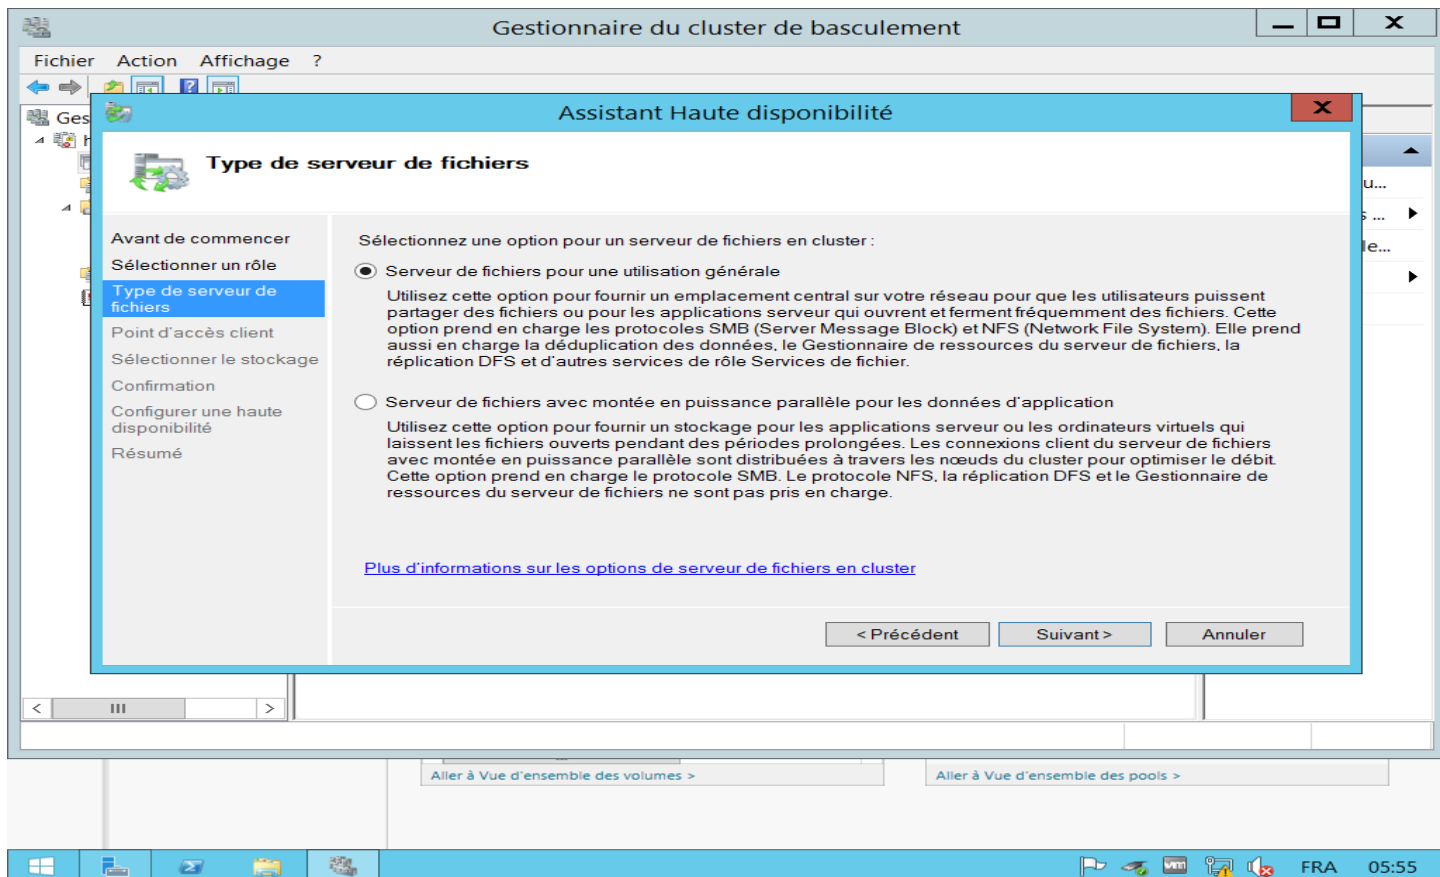 Gestionnaire du cluster de basculement
Fichier Action Affichage ?
Ges
Assistant Haute disponibilité
Type de serveur de fichiers
u...
s ...
le...
Avant de commencer
Sélectionner un rôle
Type de serveur de
fichiers
Point d'accès client
Sélectionner le stockage
Confirmation
Configurer une haute
disponibilité
Résumé
Sélectionnez une option pour un serveur de fichiers en cluster :
Serveur de fichiers pour une utilisation générale
Utilisez cette option pour fournir un emplacement central sur votre réseau pour que les utilisateurs puissent
partager des fichiers ou pour les applications serveur qui ouvrent et ferment fréquemment des fichiers. Cette
option prend en charge les protocoles SMB (Server Message Block) et NFS (Network File System). Elle prend
aussi en charge la déduplication des données, le Gestionnaire de ressources du serveur de fichiers, la
réplication DFS et d'autres services de rôle Services de fichier.
Serveur de fichiers avec montée en puissance parallèle pour les données d'application
Utilisez cette option pour fournir un stockage pour les applications serveur ou les ordinateurs virtuels qui
laissent les fichiers ouverts pendant des périodes prolongées. Les connexions client du serveur de fichiers
avec montée en puissance parallèle sont distribuées à travers les nœuds du cluster pour optimiser le débit.
Cette option prend en charge le protocole SMB. Le protocole NFS, la réplication DFS et le Gestionnaire de
ressources du serveur de fichiers ne sont pas pris en charge.
Plus d'informations sur les options de serveur de fichiers en cluster
< Précédent Suivant > Annuler
Aller à Vue d'ensemble des volumes > Aller à Vue d'ensemble des pools >
vm FRA 05:55